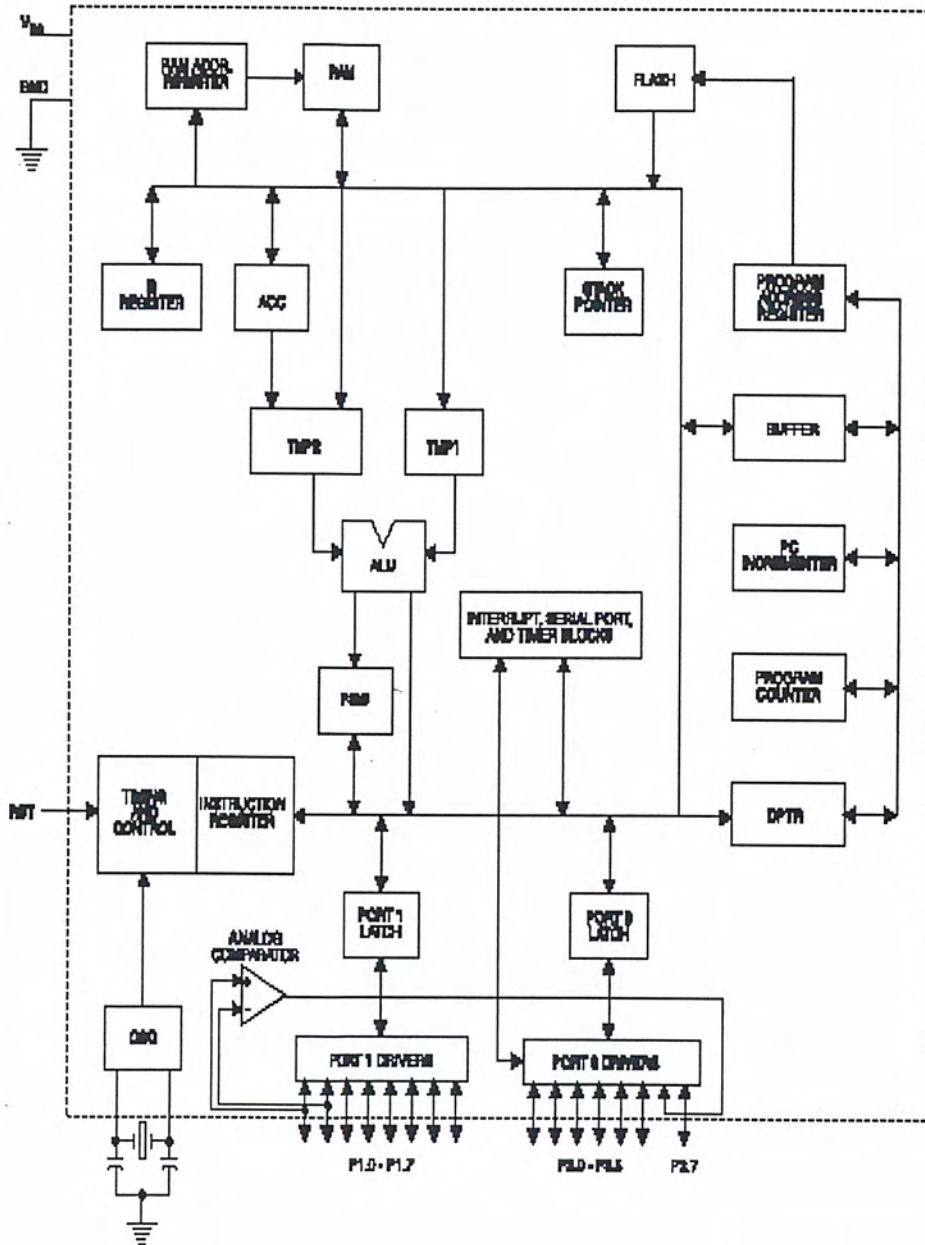 GND
RAM ADDR.
REGISTER
RAM
FLASH
B
REGISTER
ACC
STACK
POINTER
PROGRAM
ADDRESS
REGISTER
TMP2
TMP1
BUFFER
ALU
PC
INCREMENTER
INTERRUPT, SERIAL PORT,
AND TIMER BLOCKS
PSW
PROGRAM
COUNTER
RST
TIMING
AND
CONTROL
INSTRUCTION
REGISTER
DPTR
PORT 1
LATCH
PORT 3
LATCH
ANALOG
COMPARATOR
+
−
OSC
PORT 1 DRIVERS
PORT 3 DRIVERS
P1.0 - P1.7
P3.0 - P3.5
P3.7